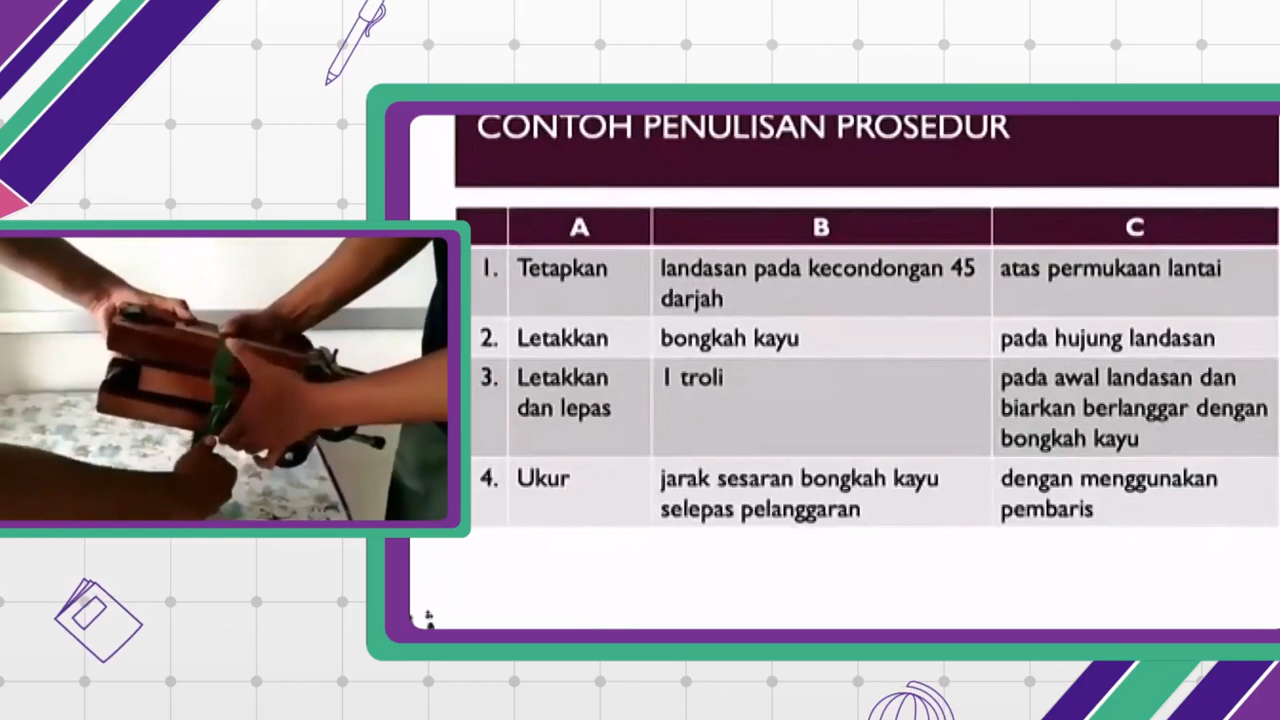 CONTOH PENULISAN PROSEDUR
A B C
1. Tetapkan landasan pada kecondongan 45 atas permukaan lantai
darjah
2. Letakkan bongkah kayu pada hujung landasan
3. Letakkan 1 troli pada awal landasan dan
dan lepas biarkan berlanggar dengan
bongkah kayu
4. Ukur jarak sesaran bongkah kayu dengan menggunakan
selepas pelanggaran pembaris